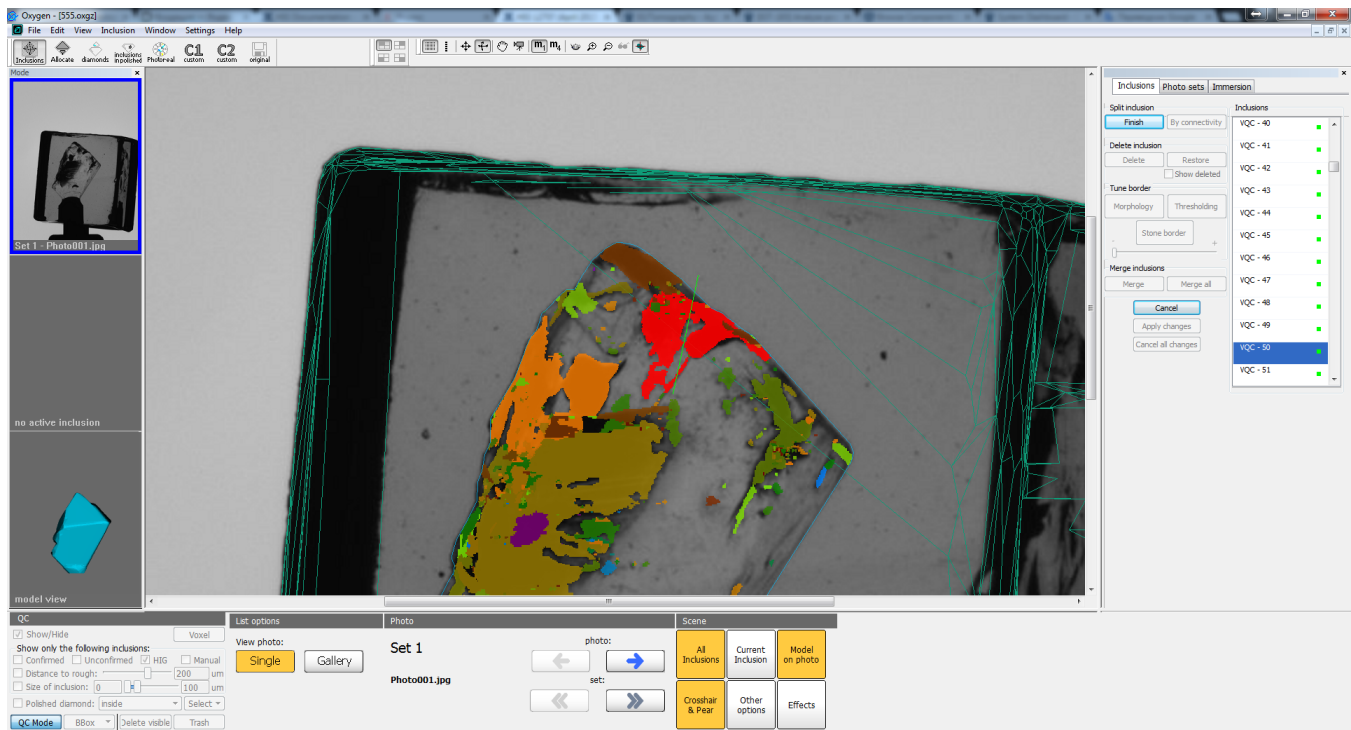 Oxygen - [555.oxgz]
File Edit View Inclusion Window Settings Help
Inclusions Allocate diamonds inclusions in polished Photoreal C1 custom C2 custom original
m1 m4
Mode
Set 1 - Photo001.jpg
no active inclusion
model view
Inclusions Photo sets Immersion
Split inclusion
Finish By connectivity
Delete inclusion
Delete Restore
Show deleted
Tune border
Morphology Thresholding
Stone border
- +
Merge inclusions
Merge Merge all
Cancel
Apply changes
Cancel all changes
Inclusions
VQC - 40
VQC - 41
VQC - 42
VQC - 43
VQC - 44
VQC - 45
VQC - 46
VQC - 47
VQC - 48
VQC - 49
VQC - 50
VQC - 51
QC
Show/Hide Voxel
Show only the following inclusions:
Confirmed Unconfirmed HIG Manual
Distance to rough: 200 um
Size of inclusion: 0 100 um
Polished diamond: inside Select
QC Mode BBox Delete visible Trash
List options
View photo:
Single Gallery
Photo
Set 1
photo:
Photo001.jpg
set:
Scene
All Inclusions
Current Inclusion
Model on photo
Crosshair & Pear
Other options
Effects